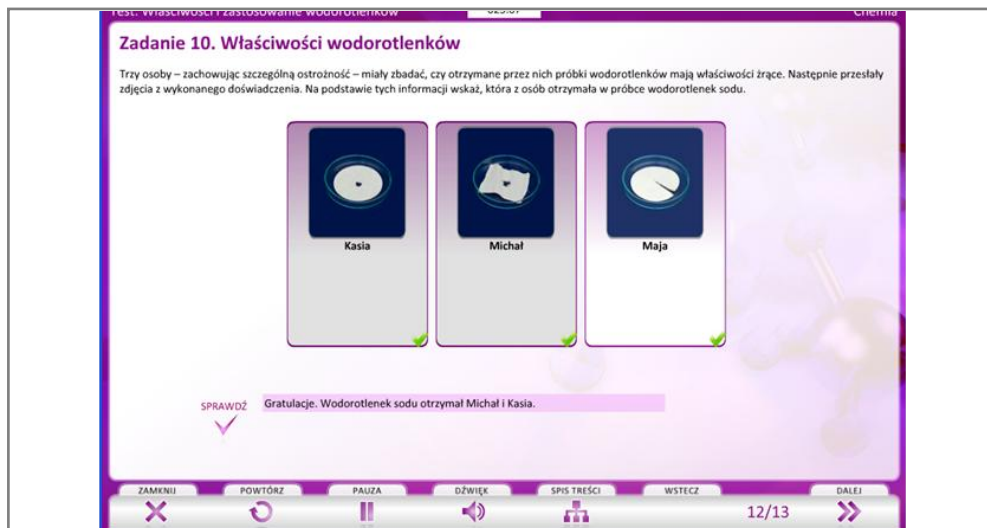 Test. Właściwości i zastosowanie wodorotlenków
Chemia
Zadanie 10. Właściwości wodorotlenków
Trzy osoby – zachowując szczególną ostrożność – miały zbadać, czy otrzymane przez nich próbki wodorotlenków mają właściwości żrące. Następnie przesłały
zdjęcia z wykonanego doświadczenia. Na podstawie tych informacji wskaż, która z osób otrzymała w próbce wodorotlenek sodu.
Kasia Michał Maja
SPRAWDŹ
Gratulacje. Wodorotlenek sodu otrzymał Michał i Kasia.
ZAMKNIJ POWTÓRZ PAUZA DŹWIĘK SPIS TREŚCI WSTECZ DALEJ
12/13